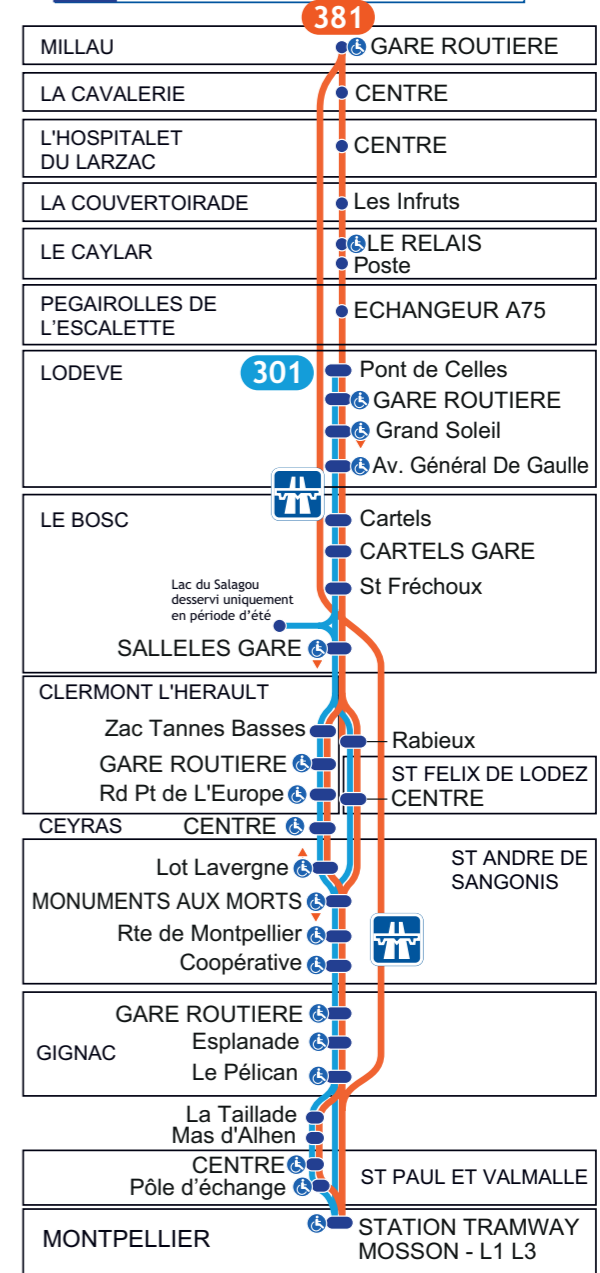 381
MILLAU
GARE ROUTIERE
LA CAVALERIE
CENTRE
L'HOSPITALET
DU LARZAC
CENTRE
LA COUVERTOIRADE
Les Infruts
LE CAYLAR
LE RELAIS
Poste
PEGAIROLLES DE
L'ESCALETTE
ECHANGEUR A75
LODEVE
301
Pont de Celles
GARE ROUTIERE
Grand Soleil
Av. Général De Gaulle
LE BOSC
Cartels
CARTELS GARE
St Fréchoux
Lac du Salagou
desservi uniquement
en période d'été
SALLELES GARE
CLERMONT L'HERAULT
Zac Tannes Basses
Rabieux
GARE ROUTIERE
ST FELIX DE LODEZ
Rd Pt de L'Europe
CENTRE
CEYRAS
CENTRE
Lot Lavergne
ST ANDRE DE
SANGONIS
MONUMENTS AUX MORTS
Rte de Montpellier
Coopérative
GARE ROUTIERE
Esplanade
GIGNAC
Le Pélican
La Taillade
Mas d'Alhen
CENTRE
ST PAUL ET VALMALLE
Pôle d'échange
MONTPELLIER
STATION TRAMWAY
MOSSON - L1 L3